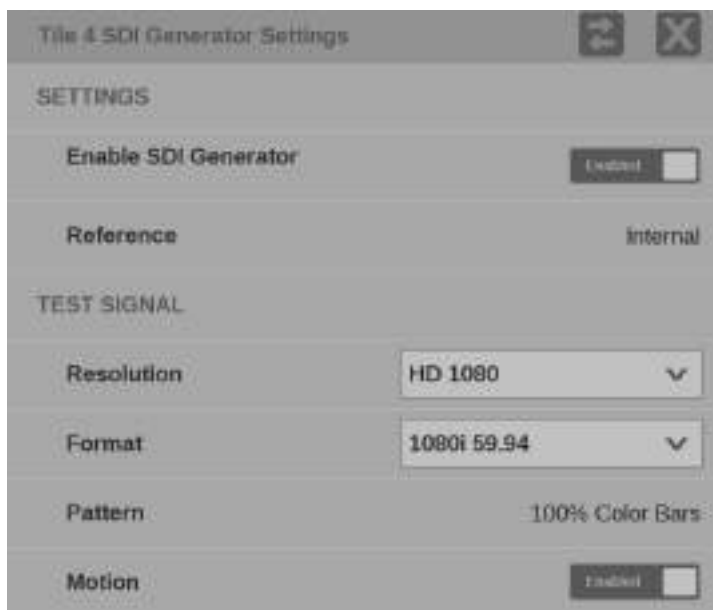 Tile 4 SDI Generator Settings
SETTINGS
Enable SDI Generator
Enabled
Reference
Internal
TEST SIGNAL
Resolution
HD 1080
Format
1080i 59.94
Pattern
100% Color Bars
Motion
Enabled